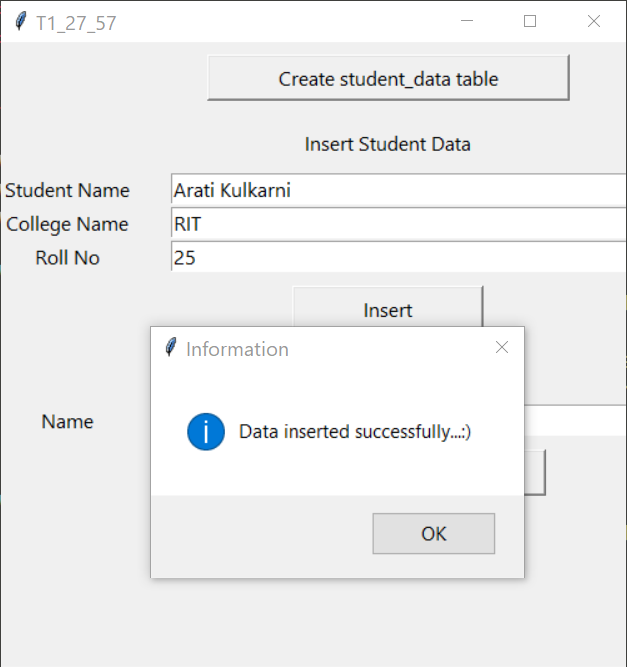 T1_27_57
Create student_data table
Insert Student Data
Student Name Arati Kulkarni
College Name RIT
Roll No 25
Insert
Information
Name
Data inserted successfully...:)
OK